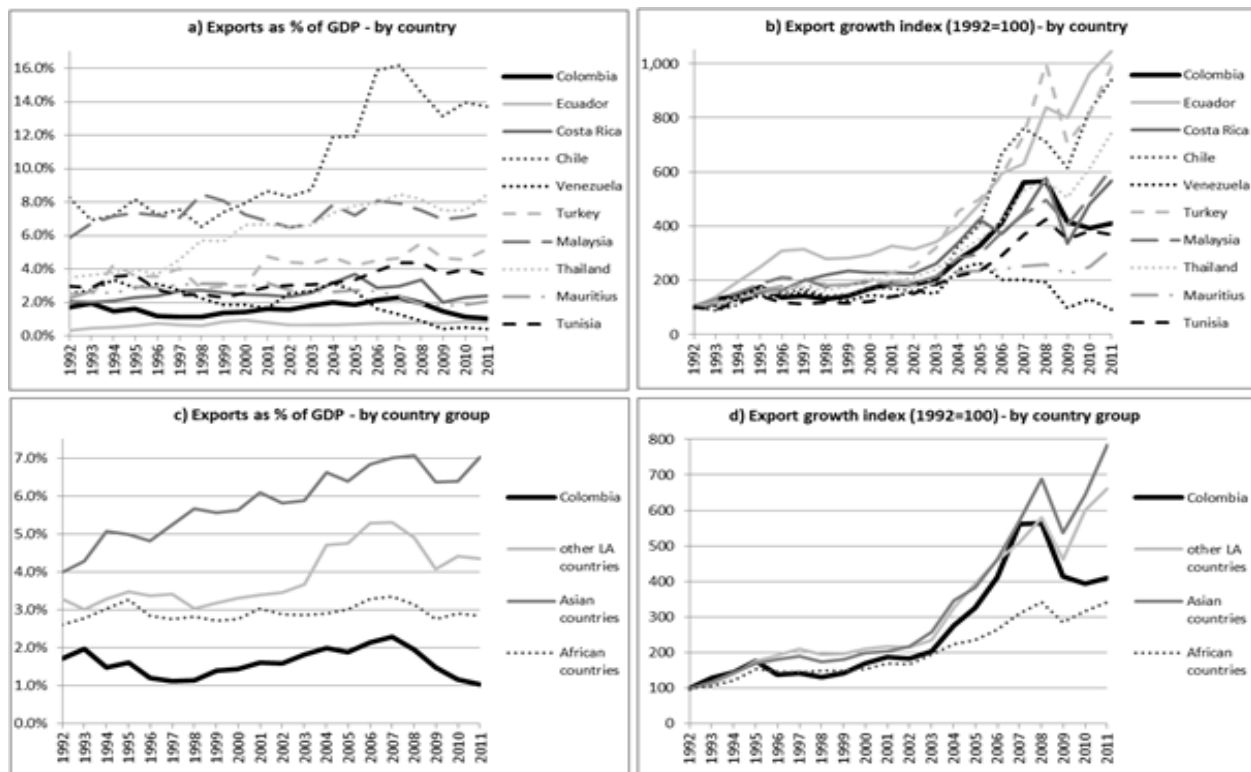 a) Exports as % of GDP - by country
16.0%
14.0%
12.0%
10.0%
8.0%
6.0%
4.0%
2.0%
0.0%
1992
1993
1994
1995
1996
1997
1998
1999
2000
2001
2002
2003
2004
2005
2006
2007
2008
2009
2010
2011
Colombia
Ecuador
Costa Rica
Chile
Venezuela
Turkey
Malaysia
Thailand
Mauritius
Tunisia
b) Export growth index (1992=100) - by country
1,000
800
600
400
200
0
1992
1993
1994
1995
1996
1997
1998
1999
2000
2001
2002
2003
2004
2005
2006
2007
2008
2009
2010
2011
Colombia
Ecuador
Costa Rica
Chile
Venezuela
Turkey
Malaysia
Thailand
Mauritius
Tunisia
c) Exports as % of GDP - by country group
7.0%
6.0%
5.0%
4.0%
3.0%
2.0%
1.0%
0.0%
1992
1993
1994
1995
1996
1997
1998
1999
2000
2001
2002
2003
2004
2005
2006
2007
2008
2009
2010
2011
Colombia
other LA
countries
Asian
countries
African
countries
d) Export growth index (1992=100) - by country group
800
700
600
500
400
300
200
100
0
1992
1993
1994
1995
1996
1997
1998
1999
2000
2001
2002
2003
2004
2005
2006
2007
2008
2009
2010
2011
Colombia
other LA
countries
Asian
countries
African
countries